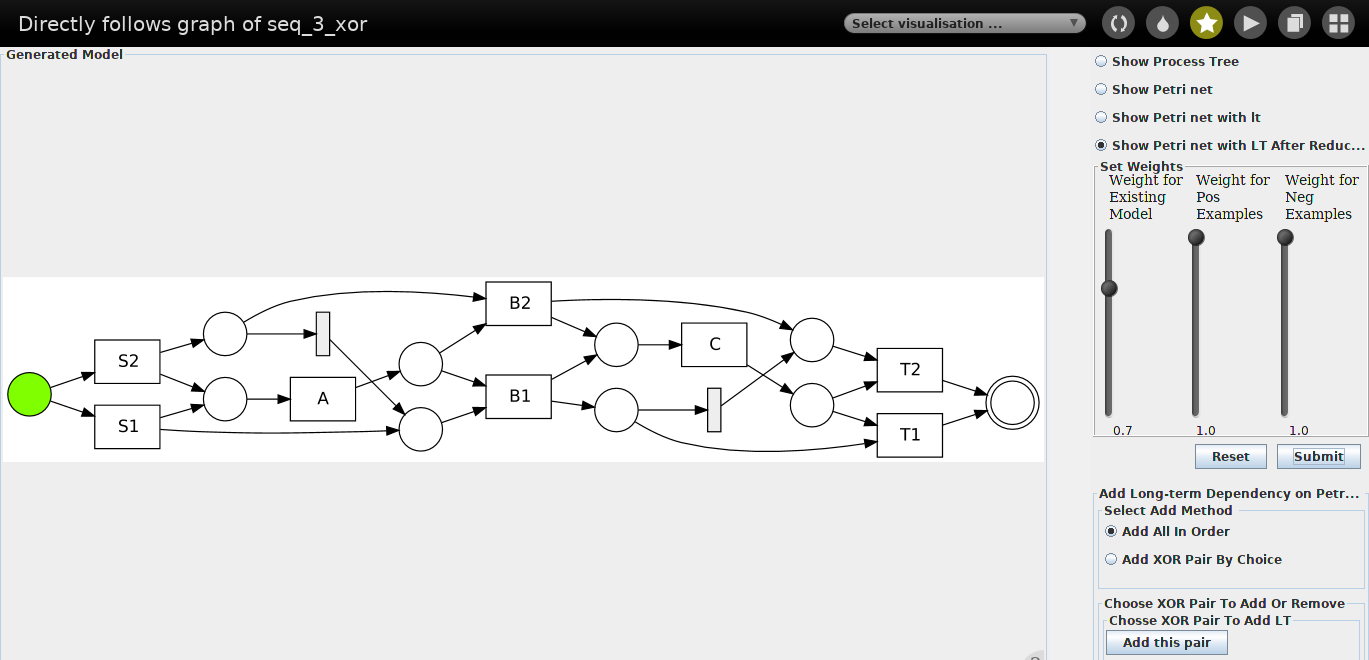 Directly follows graph of seq_3_xor
Select visualisation ...
Generated Model
S2
S1
A
B2
B1
C
T2
T1
Show Process Tree
Show Petri net
Show Petri net with lt
Show Petri net with LT After Reduc...
Set Weights
Weight for
Existing
Model
Weight for
Pos
Examples
Weight for
Neg
Examples
0.7
1.0
1.0
Reset
Submit
Add Long-term Dependency on Petr...
Select Add Method
Add All In Order
Add XOR Pair By Choice
Choose XOR Pair To Add Or Remove
Chosse XOR Pair To Add LT
Add this pair